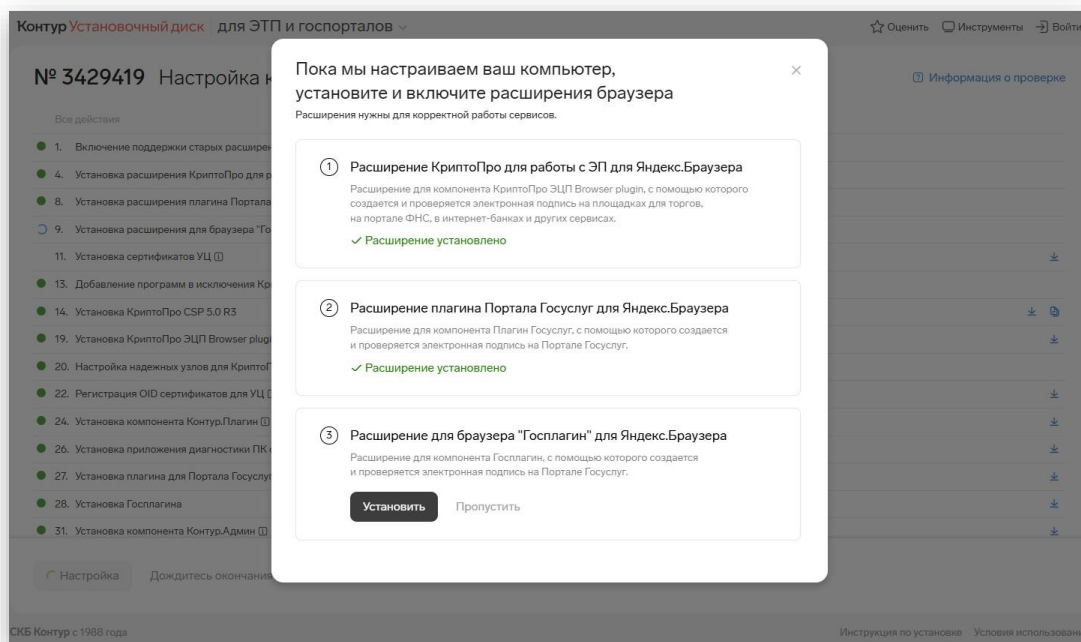 Контур Установочный диск для ЭТП и госпорталов
Оценить Инструменты Войти
№ 3429419 Настройка к
Информация о проверке
Все действия
1. Включение поддержки старых расширен
4. Установка расширения КриптоПро для р
8. Установка расширения плагина Портала
9. Установка расширения для браузера "Го
11. Установка сертификатов УЦ
13. Добавление программ в исключения Кр
14. Установка КриптоПро CSP 5.0 R3
19. Установка КриптоПро ЭЦП Browser plugi
20. Настройка надежных узлов для КриптоП
22. Регистрация OID сертификатов для УЦ
24. Установка компонента Контур.Плагин
26. Установка приложения диагностики ПК
27. Установка плагина для Портала Госуслуг
28. Установка Госплагина
31. Установка компонента Контур.Админ
Настройка Дождитесь окончания
СКБ Контур с 1988 года
Инструкция по установке Условия использован
Пока мы настраиваем ваш компьютер,
установите и включите расширения браузера
Расширения нужны для корректной работы сервисов.
1 Расширение КриптоПро для работы с ЭП для Яндекс.Браузера
Расширение для компонента КриптоПро ЭЦП Browser plugin, с помощью которого
создается и проверяется электронная подпись на площадках для торгов,
на портале ФНС, в интернет-банках и других сервисах.
Расширение установлено
2 Расширение плагина Портала Госуслуг для Яндекс.Браузера
Расширение для компонента Плагин Госуслуг, с помощью которого создается
и проверяется электронная подпись на Портале Госуслуг.
Расширение установлено
3 Расширение для браузера "Госплагин" для Яндекс.Браузера
Расширение для компонента Госплагин, с помощью которого создается
и проверяется электронная подпись на Портале Госуслуг.
Установить Пропустить